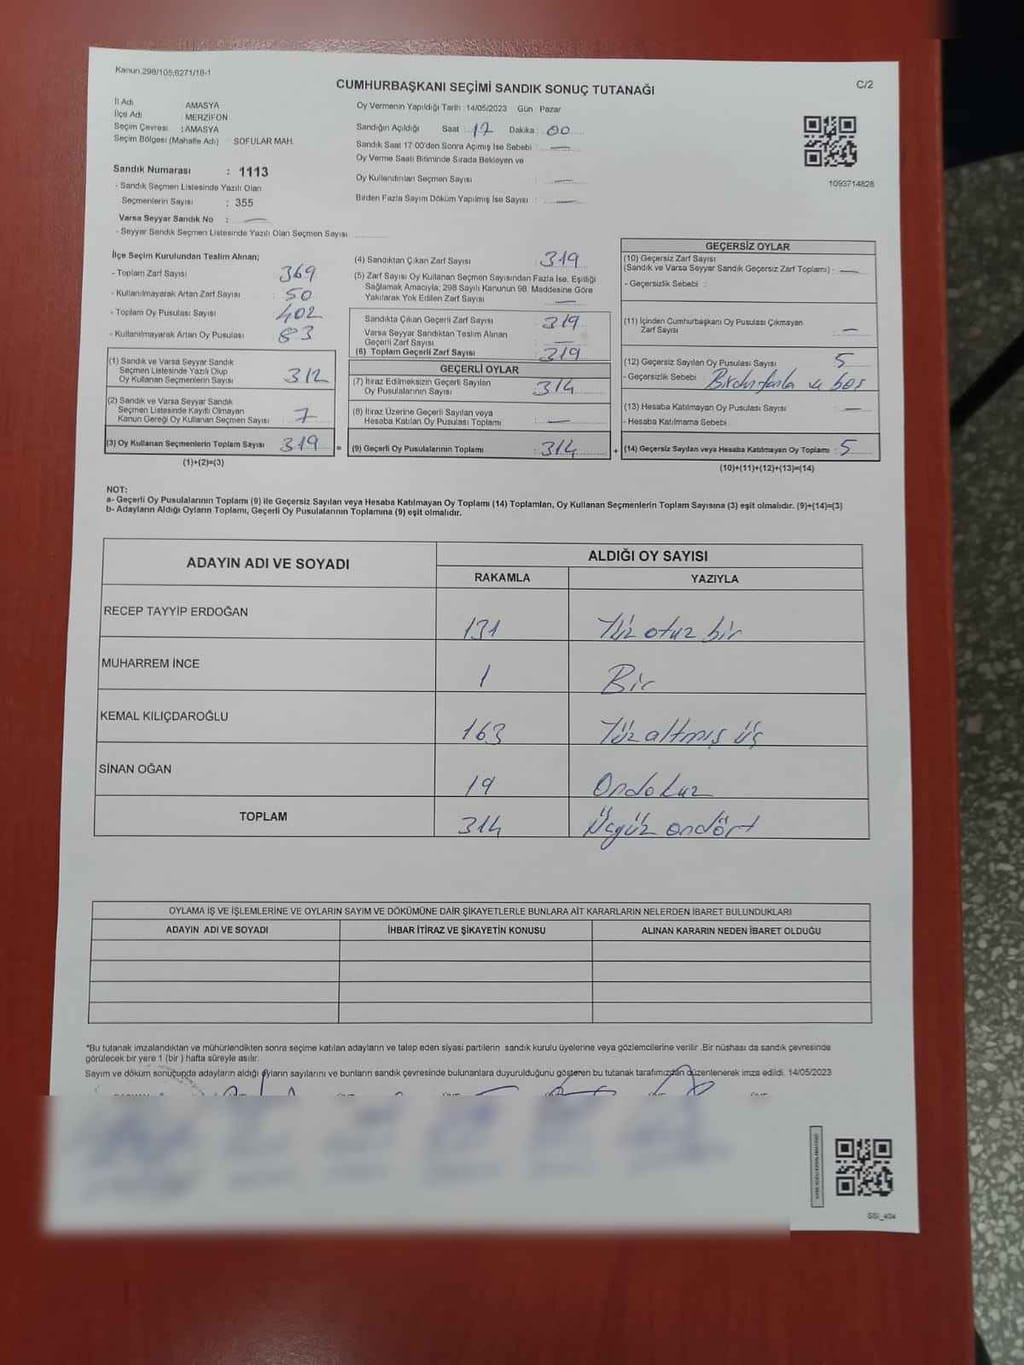 Kanun.298/105;6271/18-1
CUMHURBAŞKANI SEÇİMİ SANDIK SONUÇ TUTANAĞI
C/2
İl Adı AMASYA
İlçe Adı MERZİFON
Seçim Çevresi : AMASYA
Seçim Bölgesi (Mahalle Adı) SOFULAR MAH.
Oy Vermenin Yapıldığı Tarih :14/05/2023 Gün Pazar
Sandığın Açıldığı Saat 17 Dakika : 00
Sandık Saat 17:00'den Sonra Açımış İse Sebebi : —
Oy Verme Saati Bitiminde Sırada Bekleyen ve
Oy Kullandırılan Seçmen Sayısı : —
Birden Fazla Sayım Döküm Yapılmış İse Sayısı : —
1093714828
Sandık Numarası : 1113
- Sandık Seçmen Listesinde Yazılı Olan
Seçmenlerin Sayısı : 355
Varsa Seyyar Sandık No : —
- Seyyar Sandık Seçmen Listesinde Yazılı Olan Seçmen Sayısı
İlçe Seçim Kurulundan Teslim Alınan;
- Toplam Zarf Sayısı 369
- Kullanılmayarak Artan Zarf Sayısı 50
- Toplam Oy Pusulası Sayısı 402
- Kullanılmayarak Artan Oy Pusulası 83
(1) Sandık ve Varsa Seyyar Sandık
Seçmen Listesinde Yazılı Olup
Oy Kullanan Seçmenlerin Sayısı 312
(2) Sandık ve Varsa Seyyar Sandık
Seçmen Listesinde Kayıtlı Olmayan
Kanun Gereği Oy Kullanan Seçmen Sayısı 7
(3) Oy Kullanan Seçmenlerin Toplam Sayısı 319 =
(1)+(2)=(3)
(4) Sandıktan Çıkan Zarf Sayısı 319
(5) Zarf Sayısı Oy Kullanan Seçmen Sayısından Fazla İse, Eşitliği
Sağlamak Amacıyla; 298 Sayılı Kanunun 98. Maddesine Göre
Yakılarak Yok Edilen Zarf Sayısı —
Sandıkta Çıkan Geçerli Zarf Sayısı 319
Varsa Seyyar Sandıktan Teslim Alınan
Geçerli Zarf Sayısı —
(6) Toplam Geçerli Zarf Sayısı 319
GEÇERLİ OYLAR
(7) İtiraz Edilmeksizin Geçerli Sayılan
Oy Pusulalarının Sayısı 314
(8) İtiraz Üzerine Geçerli Sayılan veya
Hesaba Katılan Oy Pusulası Toplamı —
(9) Geçerli Oy Pusulalarının Toplamı : 314 +
GEÇERSİZ OYLAR
(10) Geçersiz Zarf Sayısı
(Sandık ve Varsa Seyyar Sandık Geçersiz Zarf Toplamı) : —
- Geçersizlik Sebebi :
(11) İçinden Cumhurbaşkanı Oy Pusulası Çıkmayan
Zarf Sayısı —
(12) Geçersiz Sayılan Oy Pusulası Sayısı 5
- Geçersizlik Sebebi Birden fazla ve boş
(13) Hesaba Katılmayan Oy Pusulası Sayısı —
- Hesaba Katılmama Sebebi
(14) Geçersiz Sayılan veya Hesaba Katılmayan Oy Toplamı : 5
(10)+(11)+(12)+(13)=(14)
NOT:
a- Geçerli Oy Pusulalarının Toplamı (9) ile Geçersiz Sayılan veya Hesaba Katılmayan Oy Toplamı (14) Toplamları, Oy Kullanan Seçmenlerin Toplam Sayısına (3) eşit olmalıdır. (9)+(14)=(3)
b- Adayların Aldığı Oyların Toplamı, Geçerli Oy Pusulalarının Toplamına (9) eşit olmalıdır.
ADAYIN ADI VE SOYADI
ALDIĞI OY SAYISI
RAKAMLA YAZIYLA
RECEP TAYYİP ERDOĞAN 131 Yüz otuz bir
MUHARREM İNCE 1 Bir
KEMAL KILIÇDAROĞLU 163 Yüz altmış üç
SİNAN OĞAN 19 Ondokuz
TOPLAM 314 Üçyüz ondört
OYLAMA İŞ VE İŞLEMLERİNE VE OYLARIN SAYIM VE DÖKÜMÜNE DAİR ŞİKAYETLERLE BUNLARA AİT KARARLARIN NELERDEN İBARET BULUNDUKLARI
ADAYIN ADI VE SOYADI İHBAR İTİRAZ VE ŞİKAYETİN KONUSU ALINAN KARARIN NEDEN İBARET OLDUĞU
*Bu tutanak imzalandıktan ve mühürlendikten sonra seçime katılan adayların ve talep eden siyasi partilerin sandık kurulu üyelerine veya gözlemcilerine verilir .Bir nüshası da sandık çevresinde
görülecek bir yere 1 (bir ) hafta süreyle asılır.
Sayım ve döküm sonucunda adayların aldığı oyların sayılarını ve bunların sandık çevresinde bulunanlara duyurulduğunu gösteren bu tutanak tarafımızdan düzenlenerek imza edildi. 14/05/2023